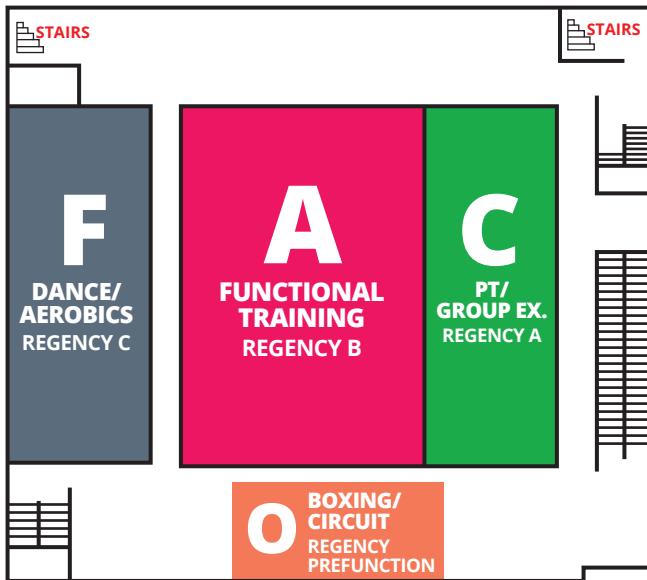 STAIRS
STAIRS
F
DANCE/
AEROBICS
REGENCY C
A
FUNCTIONAL
TRAINING
REGENCY B
C
PT/
GROUP EX.
REGENCY A
O
BOXING/
CIRCUIT
REGENCY
PREFUNCTION